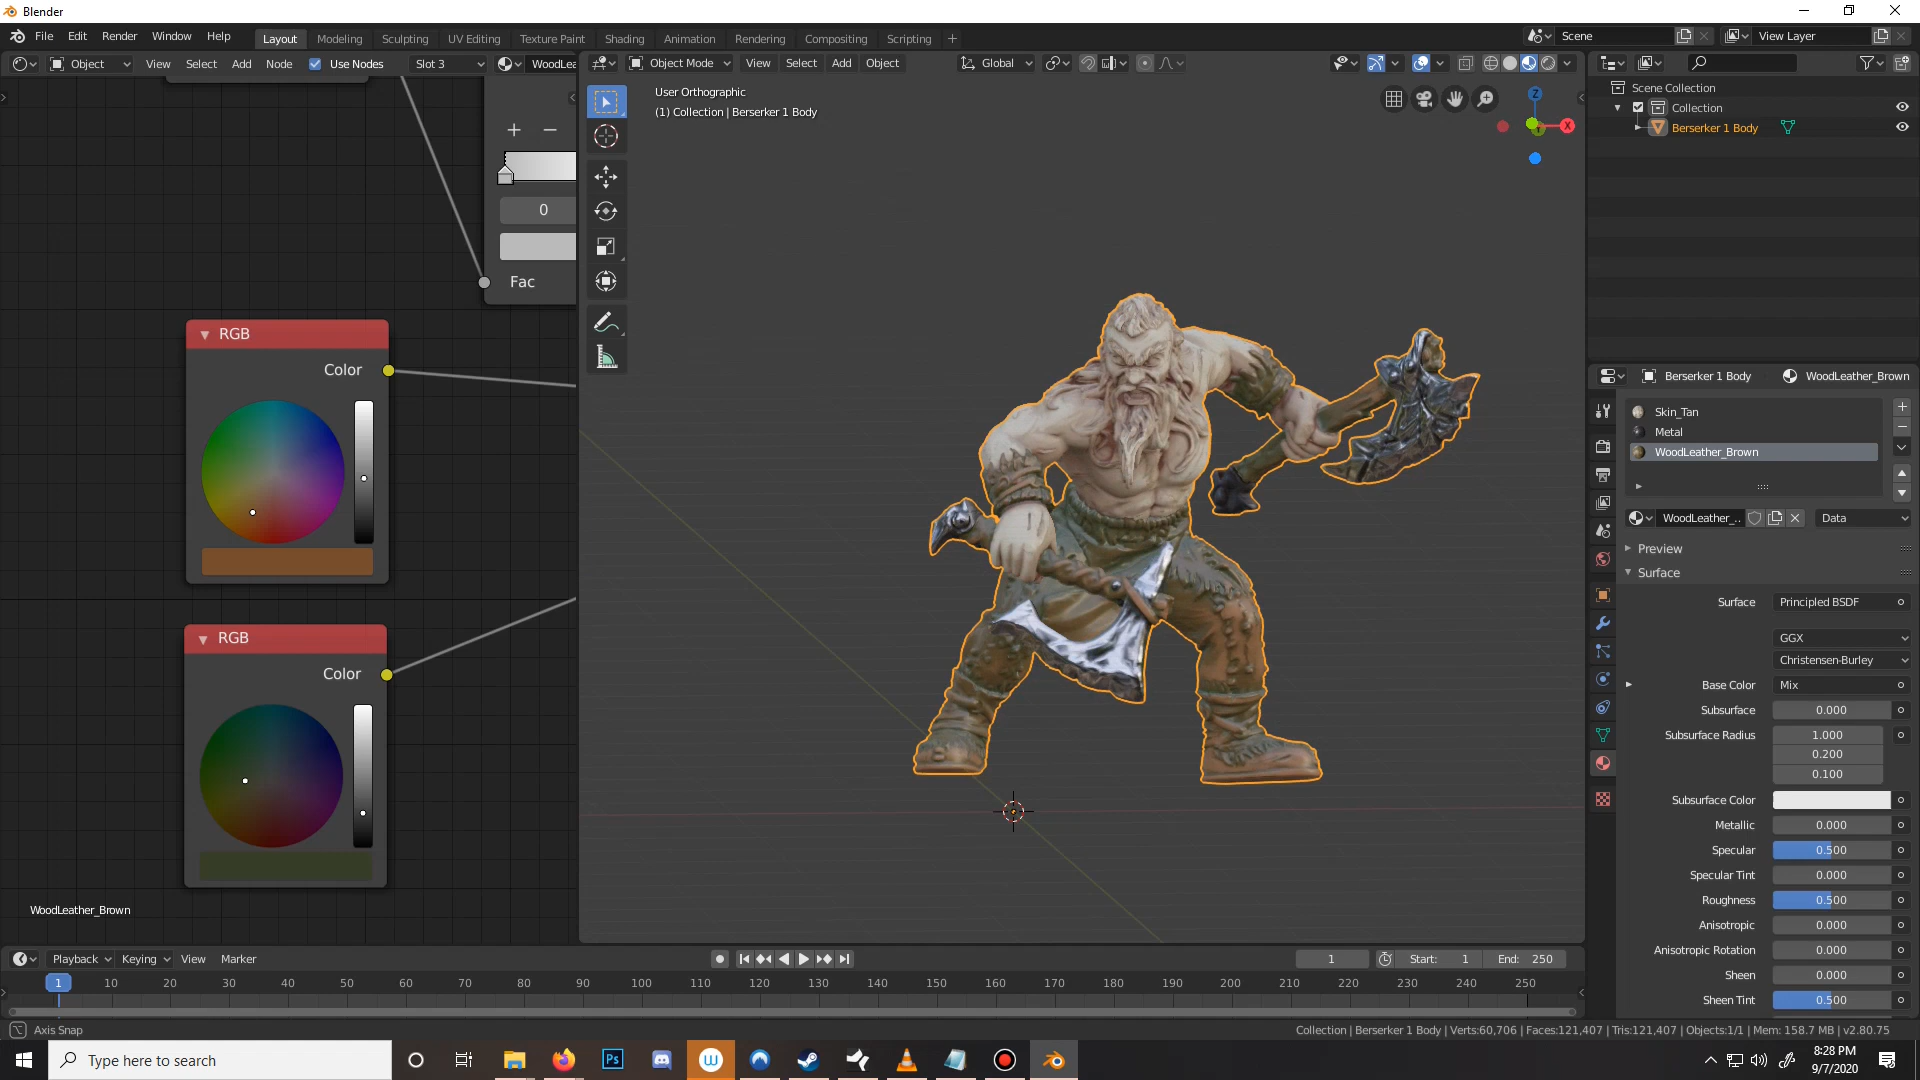 Blender
File Edit Render Window Help
Layout Modeling Sculpting UV Editing Texture Paint Shading Animation Rendering Compositing Scripting
Scene
View Layer
Object View Select Add Node Use Nodes Slot 3 WoodLea
Object Mode View Select Add Object Global
User Orthographic
(1) Collection | Berserker 1 Body
Z
X
Y
Scene Collection
Collection
Berserker 1 Body
0
Fac
RGB
Color
RGB
Color
WoodLeather_Brown
Berserker 1 Body WoodLeather_Brown
Skin_Tan
Metal
WoodLeather_Brown
WoodLeather_.. Data
Preview
Surface
Surface Principled BSDF
GGX
Christensen-Burley
Base Color Mix
Subsurface 0.000
Subsurface Radius 1.000
0.200
0.100
Subsurface Color
Metallic 0.000
Specular 0.500
Specular Tint 0.000
Roughness 0.500
Anisotropic 0.000
Anisotropic Rotation 0.000
Sheen 0.000
Sheen Tint 0.500
Playback Keying View Marker
1 Start: 1 End: 250
1 10 20 30 40 50 60 70 80 90 100 110 120 130 140 150 160 170 180 190 200 210 220 230 240 250
Axis Snap
Collection | Berserker 1 Body | Verts:60,706 | Faces:121,407 | Tris:121,407 | Objects:1/1 | Mem: 158.7 MB | v2.80.75
Type here to search
Ps
W
8:28 PM
9/7/2020